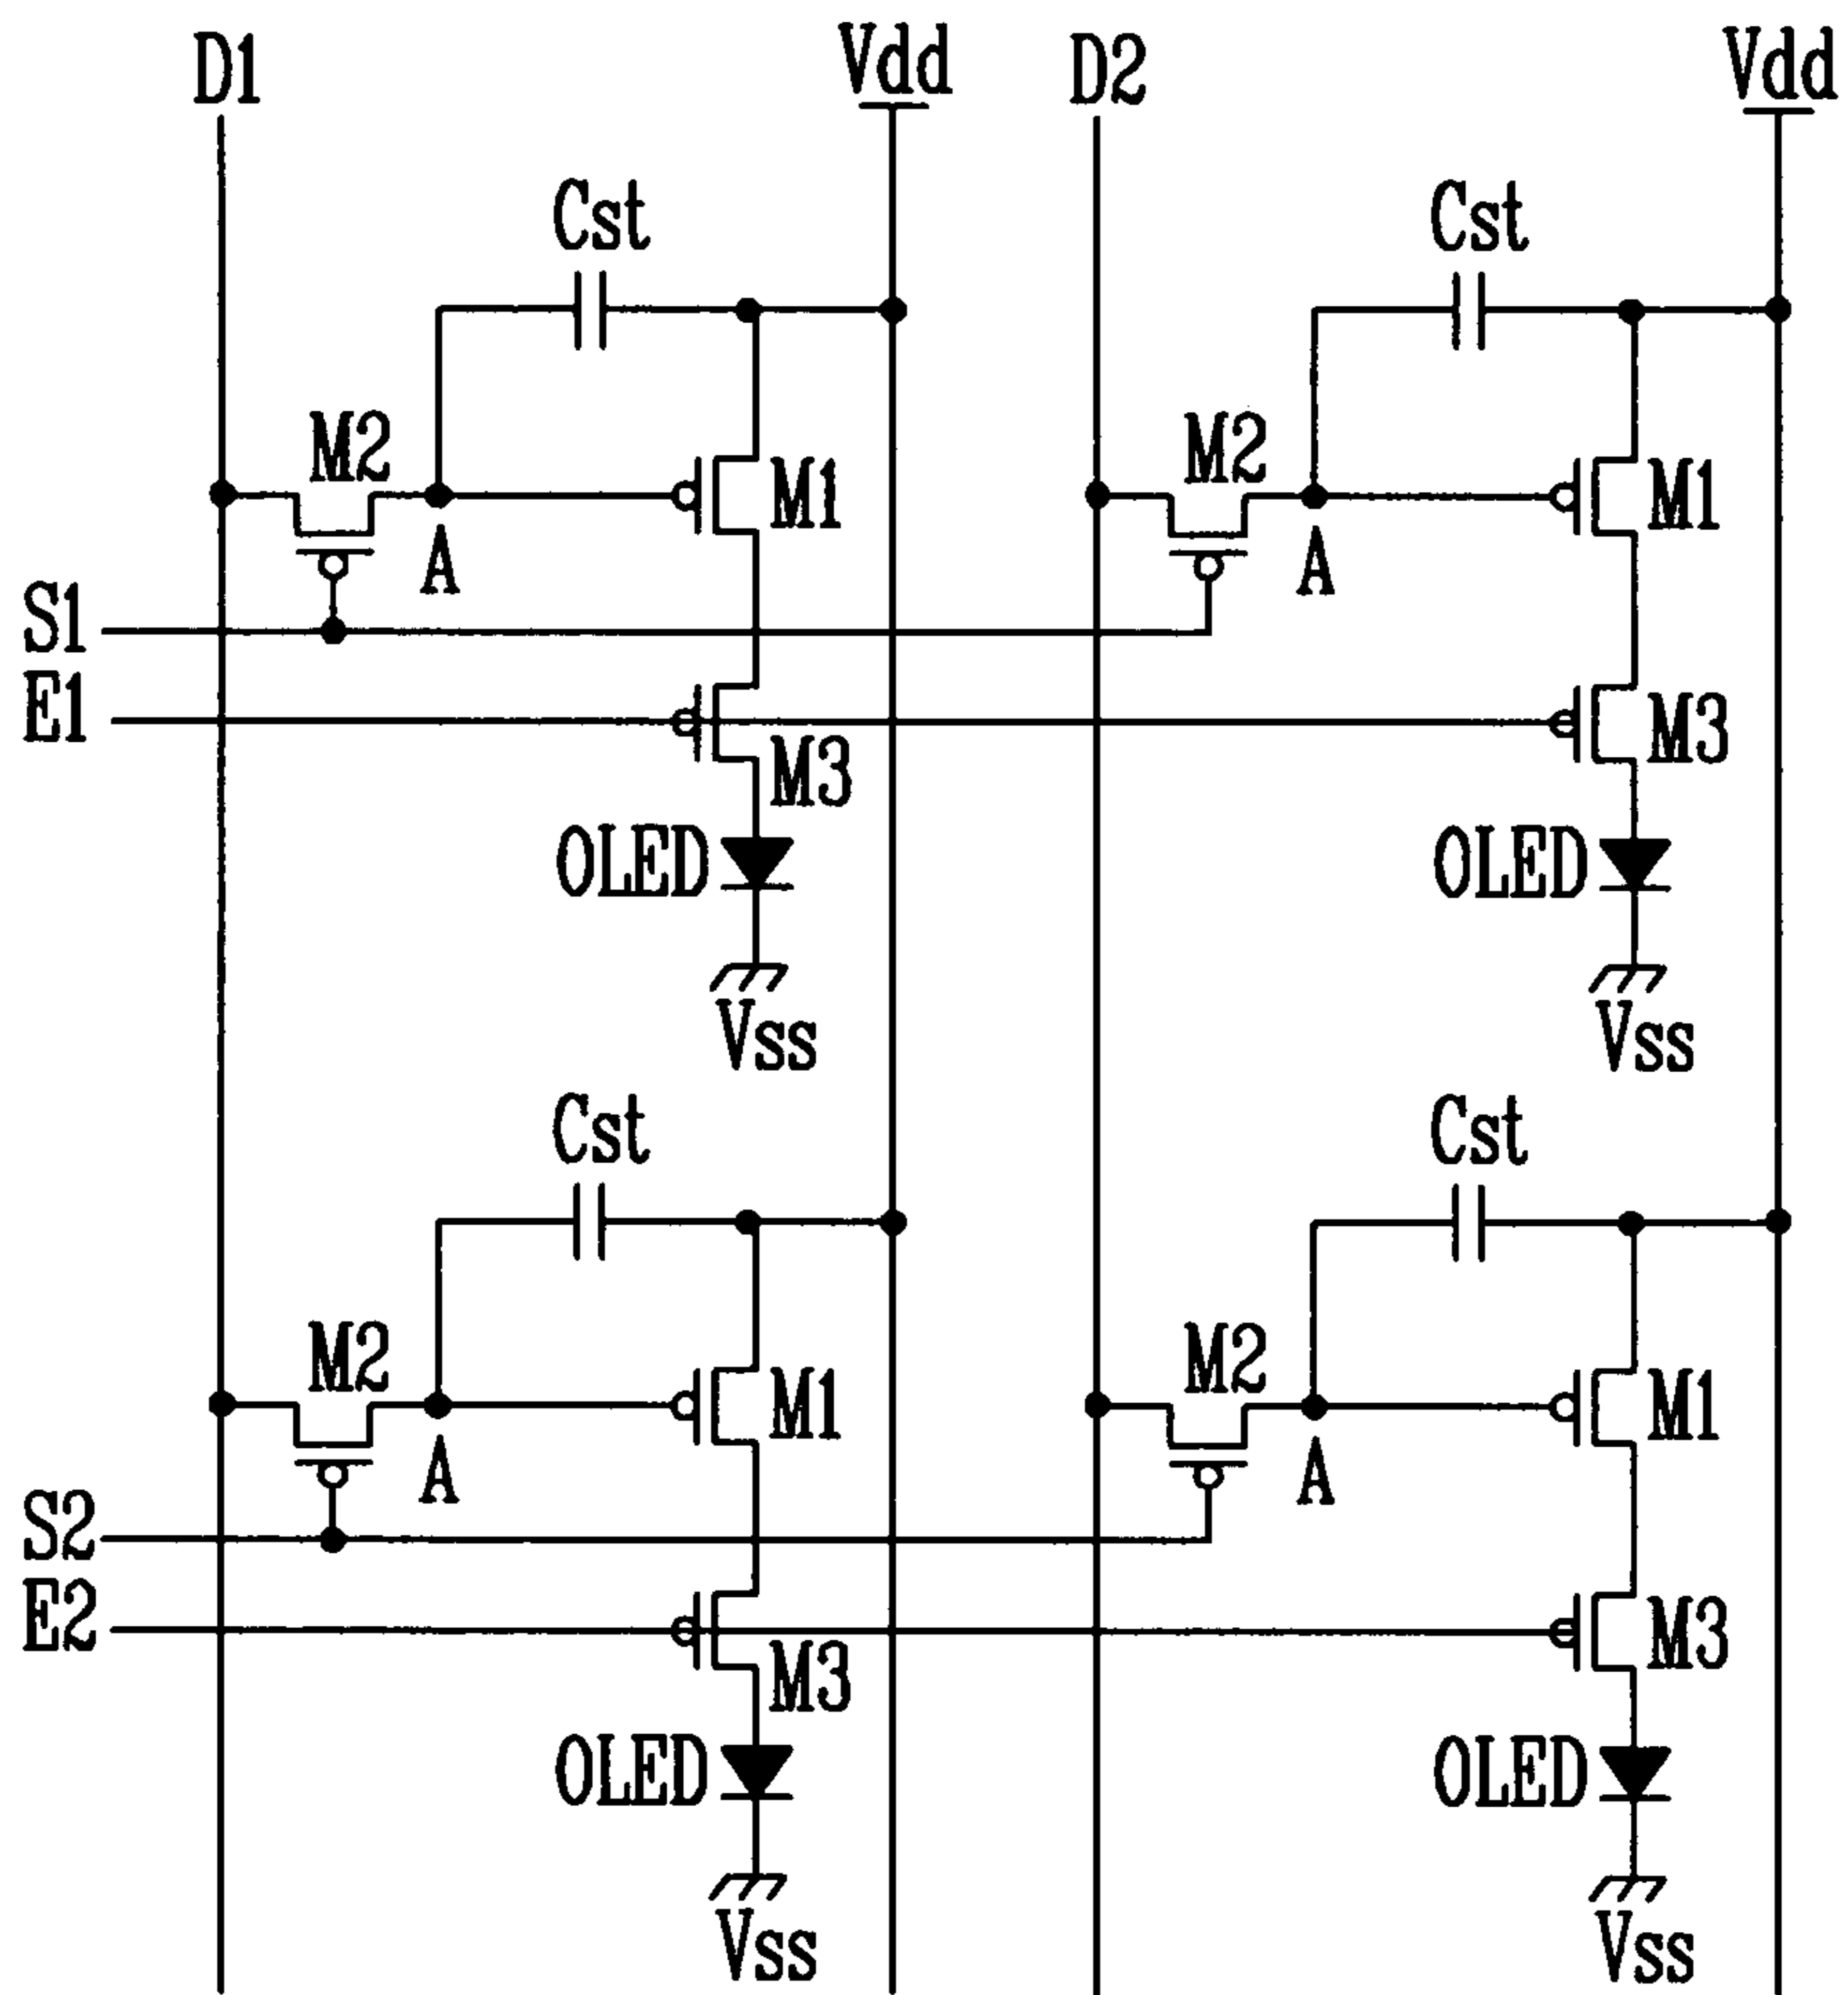 D1 Vdd D2 Vdd
Cst Cst
M2 M1 M2 M1
A A
S1
E1
M3 M3
OLED OLED
Vss Vss
Cst Cst
M2 M1 M2 M1
A A
S2
E2
M3 M3
OLED OLED
Vss Vss